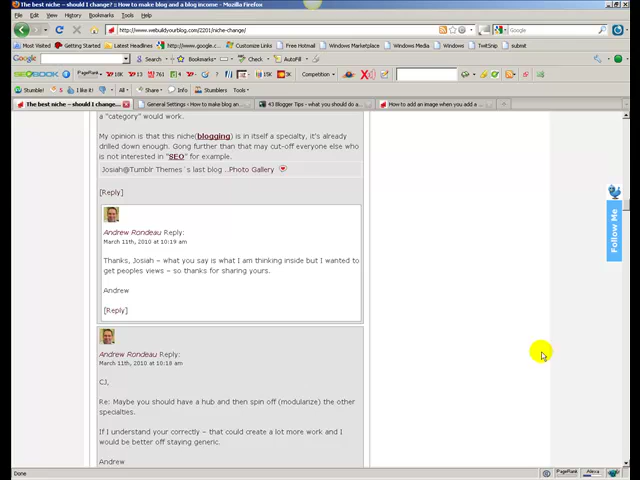 The best niche – should I change? :: How to make blog and a blog income - Mozilla Firefox
File Edit View History Bookmarks Tools Help
http://www.webuildyourblog.com/2201/niche-change/
Most Visited Getting Started Latest Headlines http://www.google.c... Customize Links Free Hotmail Windows Marketplace Windows Media Windows TwitSnip submit
Google Search Bookmarks Check AutoFill
SEOBOOK PageRank Competition
Stumble! I like it! All Share Info Stumblers Tools
The best niche – should I change... General Settings ‹ How to make blog an... 43 Blogger Tips - what you should do a... How to add an image when you add a ...
a "category" would work.
My opinion is that this niche(blogging) is in itself a specialty, it's already
drilled down enough. Gong further than that may cut-off everyone else who
is not interested in "SEO" for example.
Josiah@Tumblr Themes´s last blog ..Photo Gallery
[Reply]
Andrew Rondeau Reply:
March 11th, 2010 at 10:19 am
Thanks, Josiah – what you say is what I am thinking inside but I wanted to
get peoples views – so thanks for sharing yours.
Andrew
[Reply]
Follow Me
Andrew Rondeau Reply:
March 11th, 2010 at 10:18 am
CJ,
Re: Maybe you should have a hub and then spin off (modularize) the other
specialties.
If I understand your correctly – that could create a lot more work and I
would be better off staying generic.
Andrew
Done
PageRank Alexa